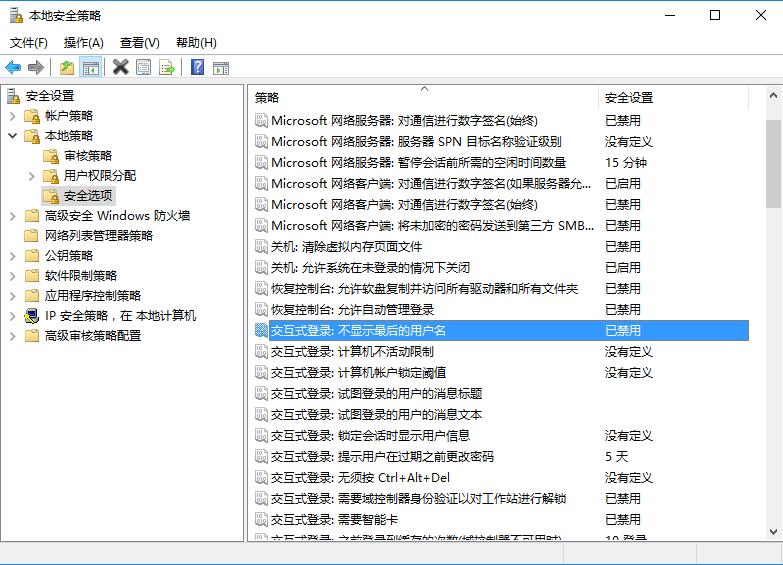 本地安全策略
文件(F) 操作(A) 查看(V) 帮助(H)
安全设置
帐户策略
本地策略
审核策略
用户权限分配
安全选项
高级安全 Windows 防火墙
网络列表管理器策略
公钥策略
软件限制策略
应用程序控制策略
IP 安全策略，在 本地计算机
高级审核策略配置
策略 安全设置
Microsoft 网络服务器: 对通信进行数字签名(始终) 已禁用
Microsoft 网络服务器: 服务器 SPN 目标名称验证级别 没有定义
Microsoft 网络服务器: 暂停会话前所需的空闲时间数量 15 分钟
Microsoft 网络客户端: 对通信进行数字签名(如果服务器允... 已启用
Microsoft 网络客户端: 对通信进行数字签名(始终) 已禁用
Microsoft 网络客户端: 将未加密的密码发送到第三方 SMB... 已禁用
关机: 清除虚拟内存页面文件 已禁用
关机: 允许系统在未登录的情况下关闭 已启用
恢复控制台: 允许软盘复制并访问所有驱动器和所有文件夹 已禁用
恢复控制台: 允许自动管理登录 已禁用
交互式登录: 不显示最后的用户名 已禁用
交互式登录: 计算机不活动限制 没有定义
交互式登录: 计算机帐户锁定阈值 没有定义
交互式登录: 试图登录的用户的消息标题
交互式登录: 试图登录的用户的消息文本
交互式登录: 锁定会话时显示用户信息 没有定义
交互式登录: 提示用户在过期之前更改密码 5 天
交互式登录: 无须按 Ctrl+Alt+Del 没有定义
交互式登录: 需要域控制器身份验证以对工作站进行解锁 已禁用
交互式登录: 需要智能卡 已禁用
交互式登录: 之前登录到缓存的次数(域控制器不可用时) 10 登录